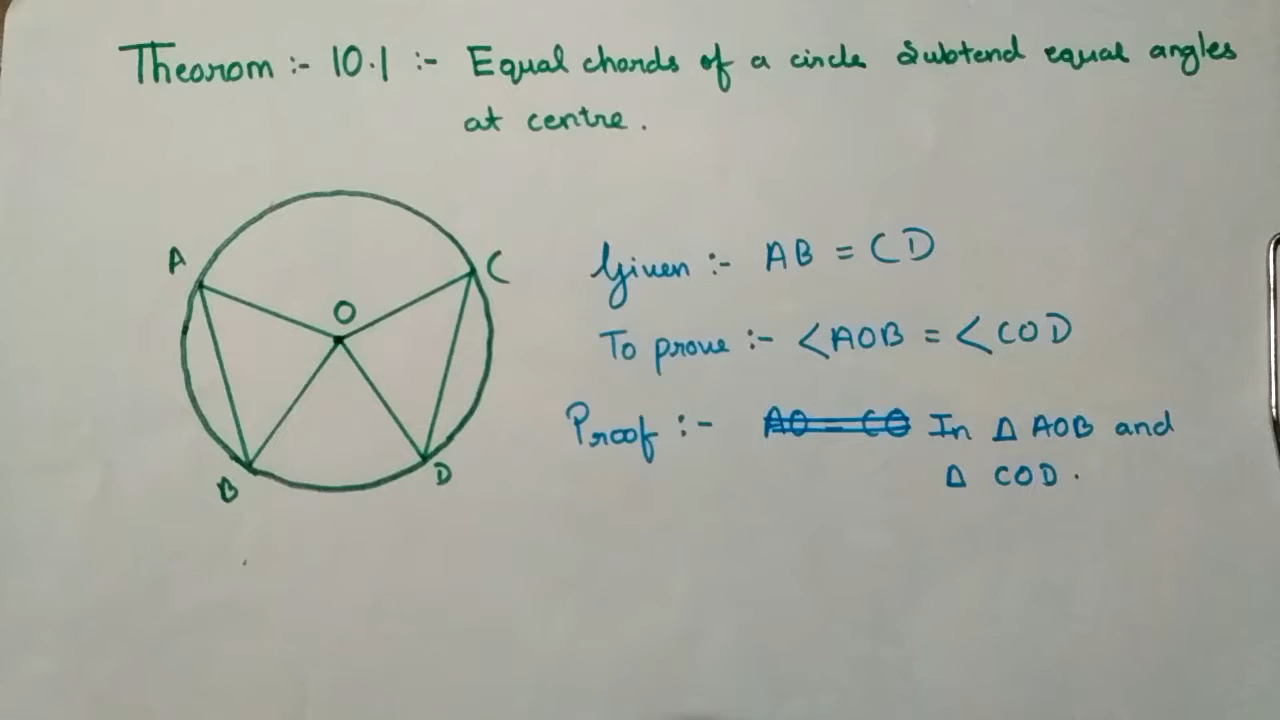 Theorom :- 10.1 :- Equal chords of a circle Subtend equal angles
at centre.
A
C
O
B
D
Given :- AB = CD
To prove :- <AOB = <COD
Proof :- AO = CO In Δ AOB and
Δ COD.